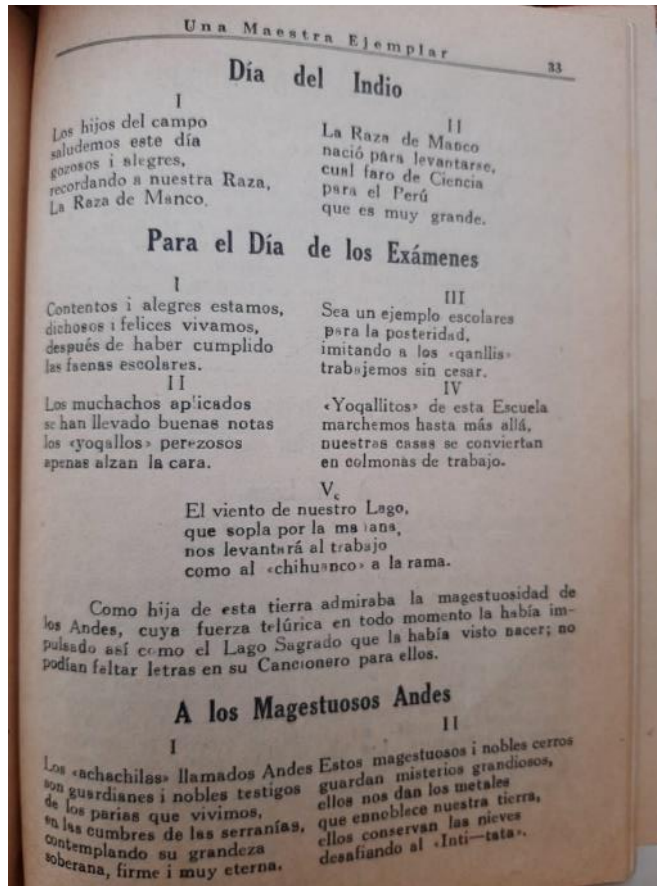 Una Maestra Ejemplar
33
Día del Indio
I
Los hijos del campo
saludemos este día
gozosos i alegres,
recordando a nuestra Raza,
La Raza de Manco.
II
La Raza de Manco
nació para levantarse,
cual faro de Ciencia
para el Perú
que es muy grande.
Para el Día de los Exámenes
I
Contentos i alegres estamos,
dichosos i felices vivamos,
después de haber cumplido
las faenas escolares.
II
Los muchachos aplicados
se han llevado buenas notas
los «yoqallos» perezosos
apenas alzan la cara.
III
Sea un ejemplo escolares
para la posteridad,
imitando a los «qanllis»
trabajemos sin cesar.
IV
«Yoqallitos» de esta Escuela
marchemos hasta más allá,
nuestras casas se conviertan
en colmonas de trabajo.
V
El viento de nuestro Lago,
que sopla por la mañana,
nos levantará al trabajo
como al «chihuanco» a la rama.
Como hija de esta tierra admiraba la magestuosidad de
los Andes, cuya fuerza telúrica en todo momento la había im-
pulsado así como el Lago Sagrado que la había visto nacer; no
podían faltar letras en su Cancionero para ellos.
A los Magestuosos Andes
I
Los «achachilas» llamados Andes
son guardianes i nobles testigos
de los parias que vivimos,
en las cumbres de las serranías,
contemplando su grandeza
soberana, firme i muy eterna.
II
Estos magestuosos i nobles cerros
guardan misterios grandiosos,
ellos nos dan los metales
que ennoblece nuestra tierra,
ellos conservan las nieves
desafiando al «Inti—tata».